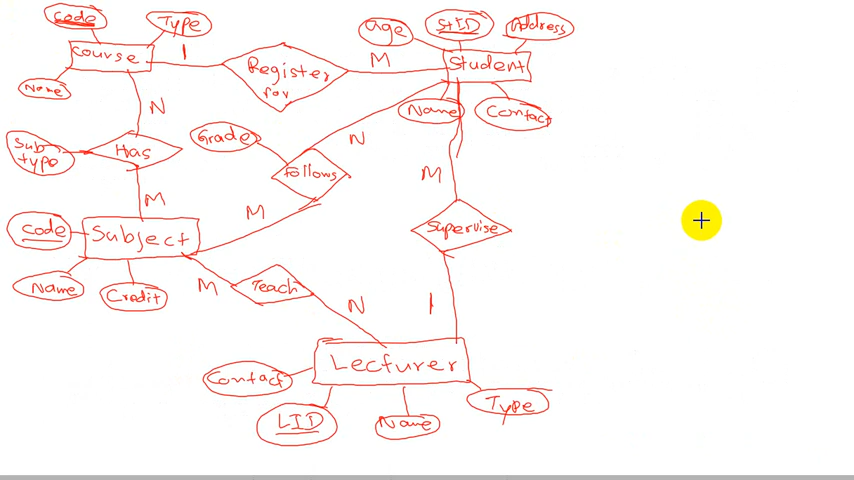 code
Type
age
StID
Address
Course
1
Register
for
M
Student
Name
Name
Contact
N
Grade
N
Sub
type
Has
Follows
M
M
M
code
Subject
Supervise
Name
Credit
M
Teach
N
1
Lecturer
Contact
LID
Name
Type